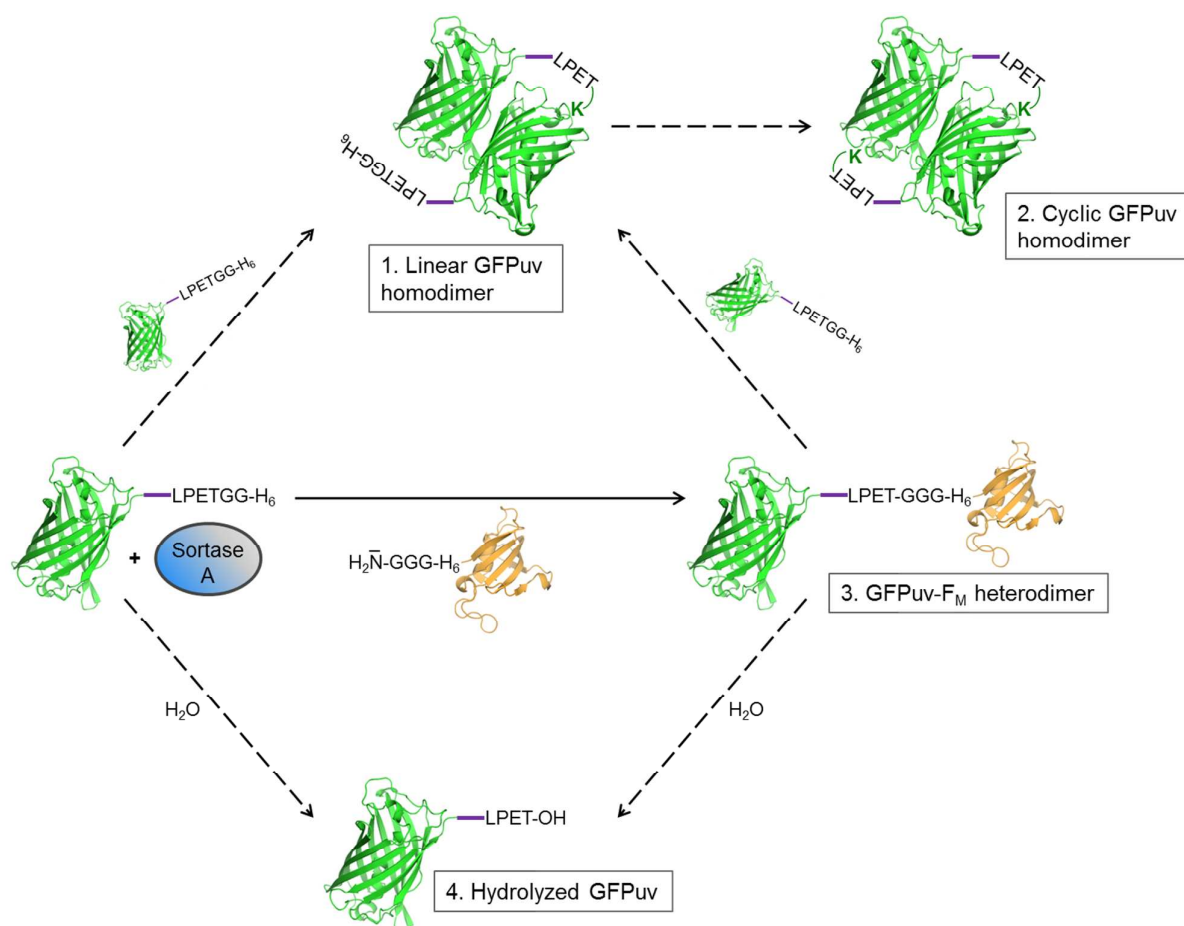 LPET
K
LPETGG-H6
1. Linear GFPuv
homodimer
LPET
K
K
LPET
2. Cyclic GFPuv
homodimer
LPETGG-H6
LPETGG-H6
LPETGG-H6
+
Sortase
A
H2N̅-GGG-H6
LPET-GGG-H6
3. GFPuv-FM heterodimer
H2O
H2O
LPET-OH
4. Hydrolyzed GFPuv